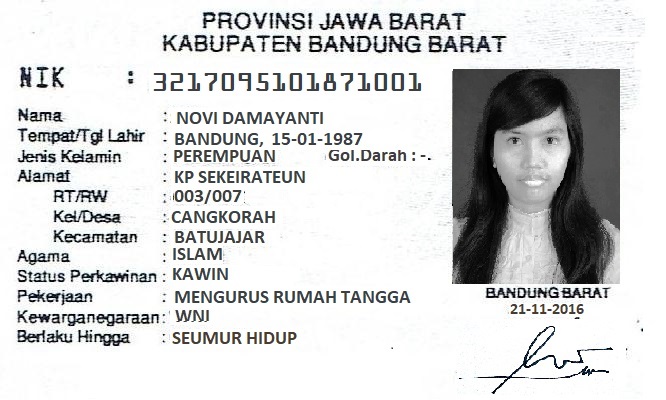 PROVINSI JAWA BARAT
KABUPATEN BANDUNG BARAT
NIK : 3217095101871001
Nama : NOVI DAMAYANTI
Tempat/Tgl Lahir : BANDUNG, 15-01-1987
Jenis Kelamin : PEREMPUAN Gol.Darah : -.
Alamat : KP SEKEIRATEUN
RT/RW : 003/007
Kel/Desa : CANGKORAH
Kecamatan : BATUJAJAR
Agama : ISLAM
Status Perkawinan : KAWIN
Pekerjaan : MENGURUS RUMAH TANGGA
Kewarganegaraan : WNI
Berlaku Hingga : SEUMUR HIDUP
BANDUNG BARAT
21-11-2016